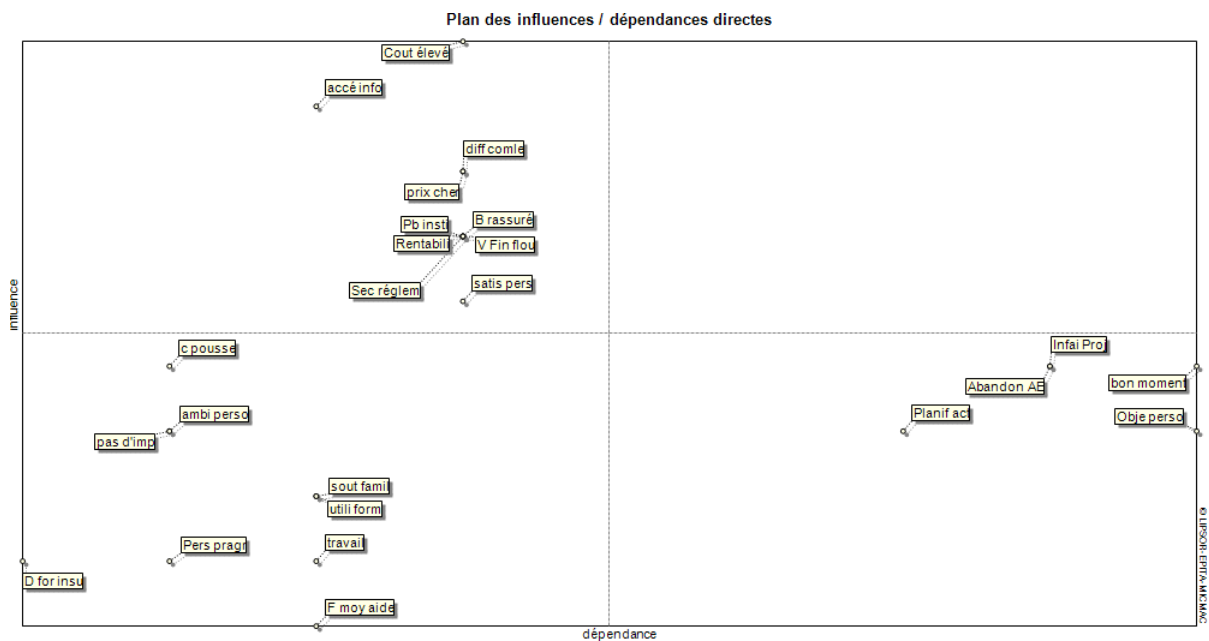 Plan des influences / dépendances directes
Cout élevé
accé info
diff comle
prix cher
Pb insti
B rassuré
Rentabili
V Fin flou
Sec réglem
satis pers
influence
c pousse
Infai Proj
Abandon AE
bon moment
ambi perso
Planif act
Obje perso
pas d'imp
sout famil
utili form
Pers pragr
travail
D for insu
F moy aide
dépendance
© LIPSOR-EPITA-MICMAC